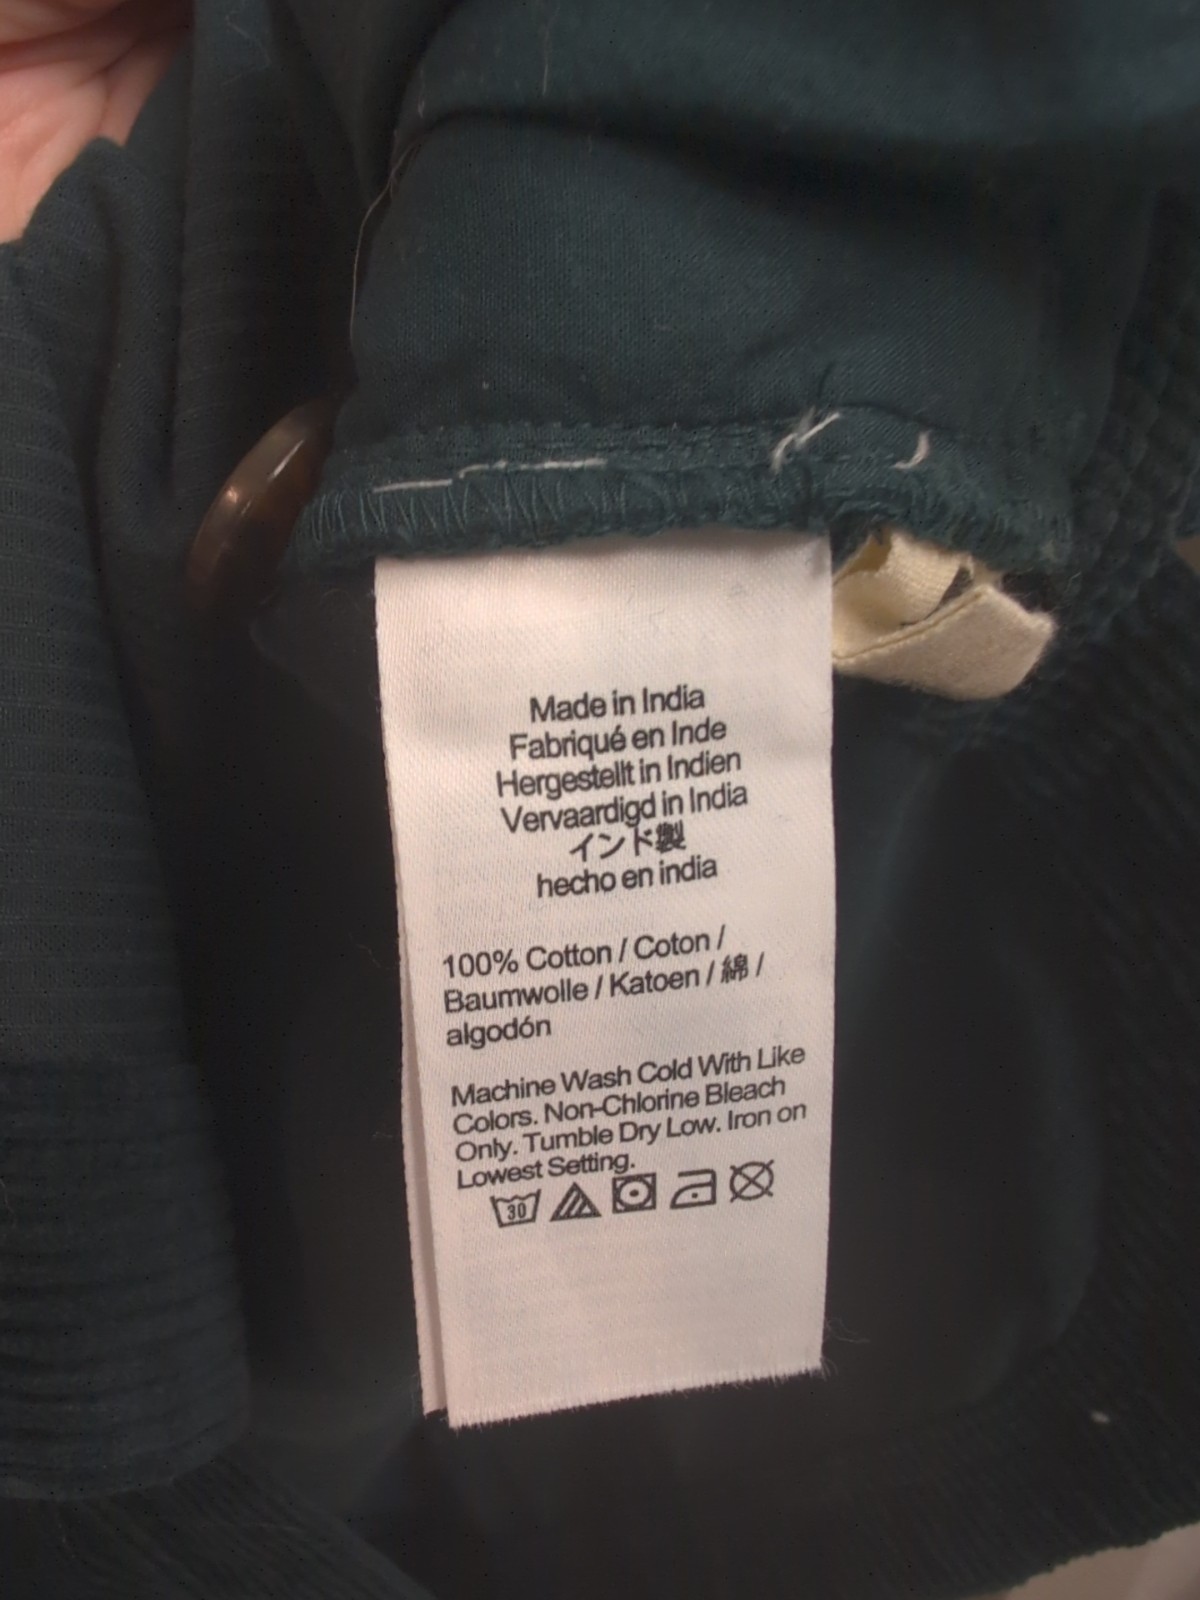 Made in India
Fabriqué en Inde
Hergestellt in Indien
Vervaardigd in India
インド製
hecho en india
100% Cotton / Coton /
Baumwolle / Katoen / 綿 /
algodón
Machine Wash Cold With Like
Colors. Non-Chlorine Bleach
Only. Tumble Dry Low. Iron on
Lowest Setting.
30